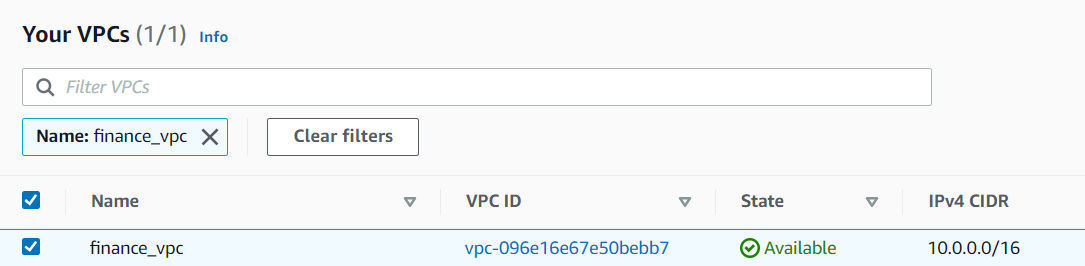 Your VPCs (1/1) Info
Filter VPCs
Name: finance_vpc Clear filters
Name VPC ID State IPv4 CIDR
finance_vpc vpc-096e16e67e50bebb7 Available 10.0.0.0/16